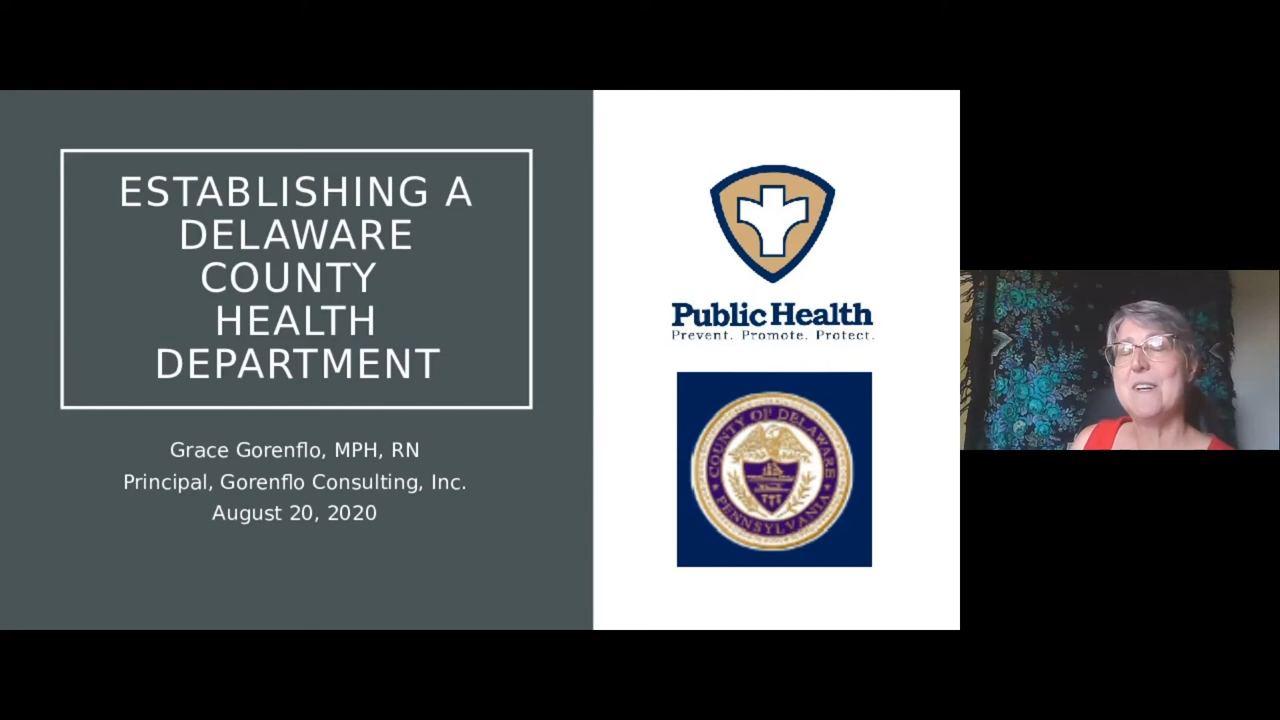 ESTABLISHING A
DELAWARE
COUNTY
HEALTH
DEPARTMENT
Grace Gorenflo, MPH, RN
Principal, Gorenflo Consulting, Inc.
August 20, 2020
Public Health
Prevent. Promote. Protect.
COUNTY OF DELAWARE
PENNSYLVANIA